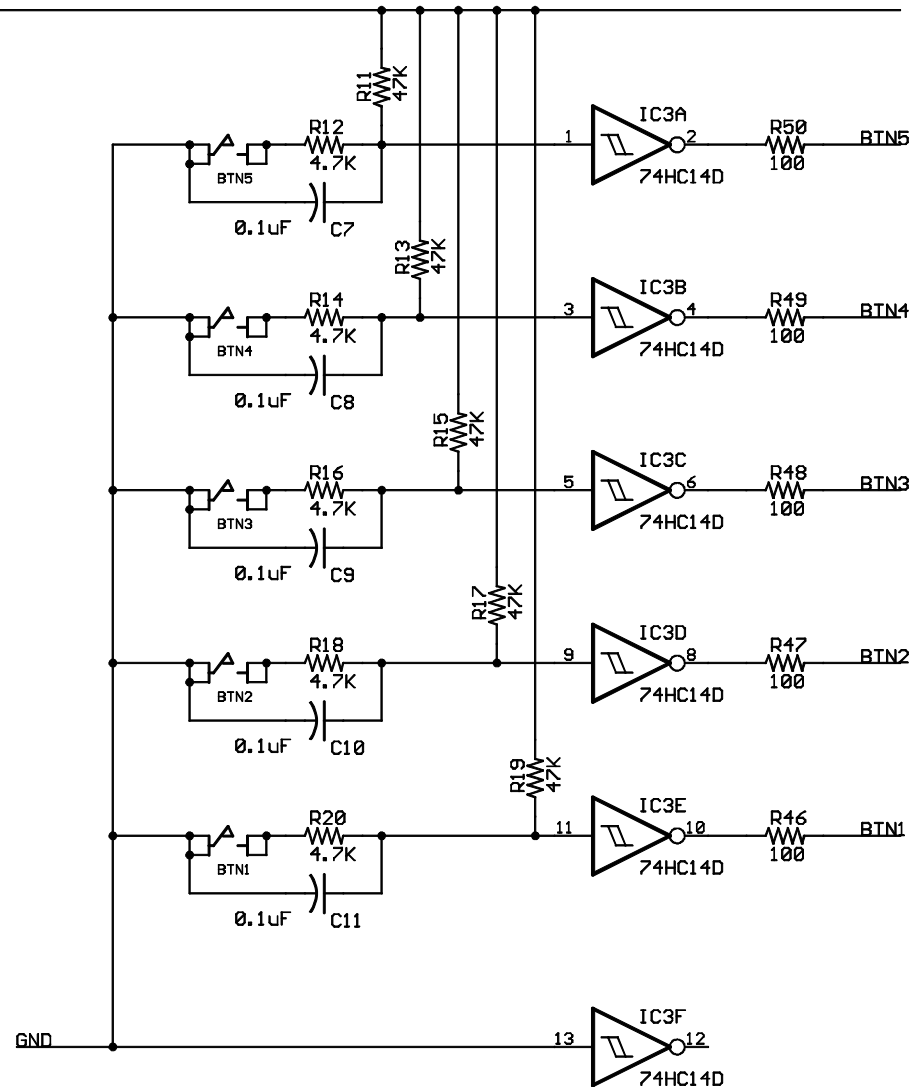 R11
47K
R12
4.7K
BTN5
0.1uF
C7
1
IC3A
2
74HC14D
R50
100
BTN5
R13
47K
R14
4.7K
BTN4
0.1uF
C8
3
IC3B
4
74HC14D
R49
100
BTN4
R15
47K
R16
4.7K
BTN3
0.1uF
C9
5
IC3C
6
74HC14D
R48
100
BTN3
R17
47K
R18
4.7K
BTN2
0.1uF
C10
9
IC3D
8
74HC14D
R47
100
BTN2
R19
47K
R20
4.7K
BTN1
0.1uF
C11
11
IC3E
10
74HC14D
R46
100
BTN1
GND
13
IC3F
12
74HC14D